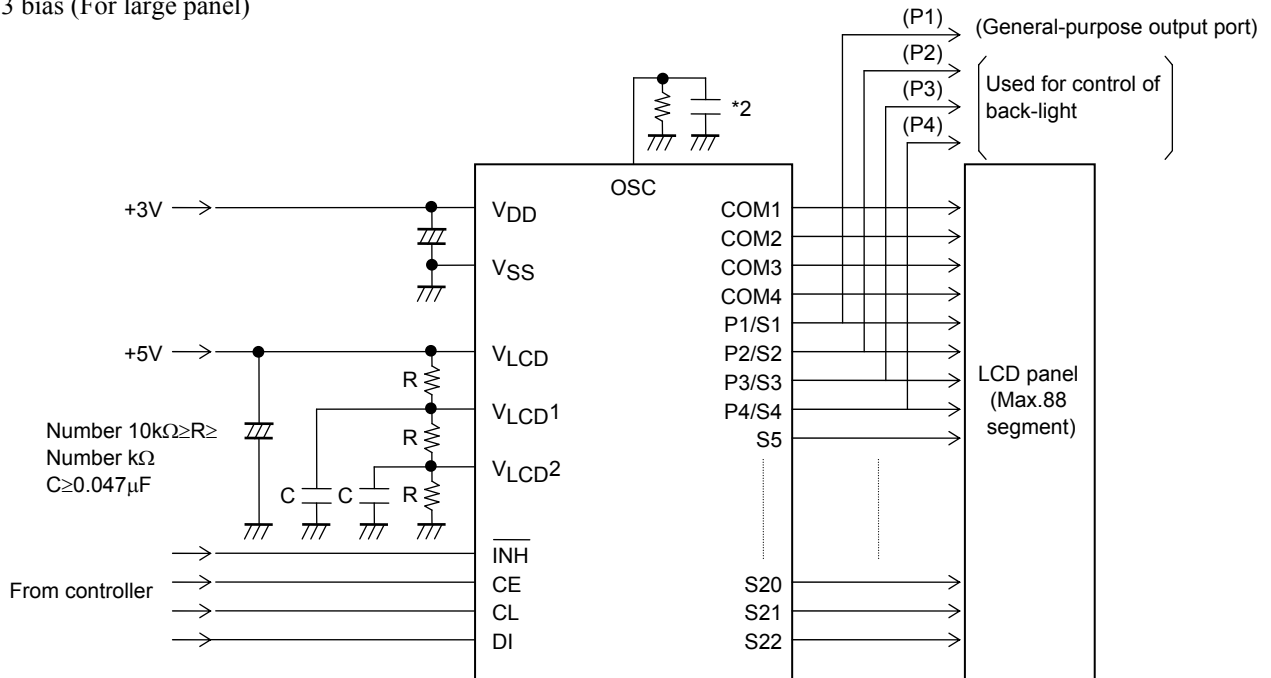 3 bias (For large panel)
(P1)
(General-purpose output port)
(P2)
(P3)
Used for control of
back-light
(P4)
*2
OSC
+3V
VDD
VSS
+5V
VLCD
R
VLCD1
R
VLCD2
R
C
C
Number 10kΩ≥R≥
Number kΩ
C≥0.047µF
From controller
INH
CE
CL
DI
COM1
COM2
COM3
COM4
P1/S1
P2/S2
P3/S3
P4/S4
S5
S20
S21
S22
LCD panel
(Max.88
segment)